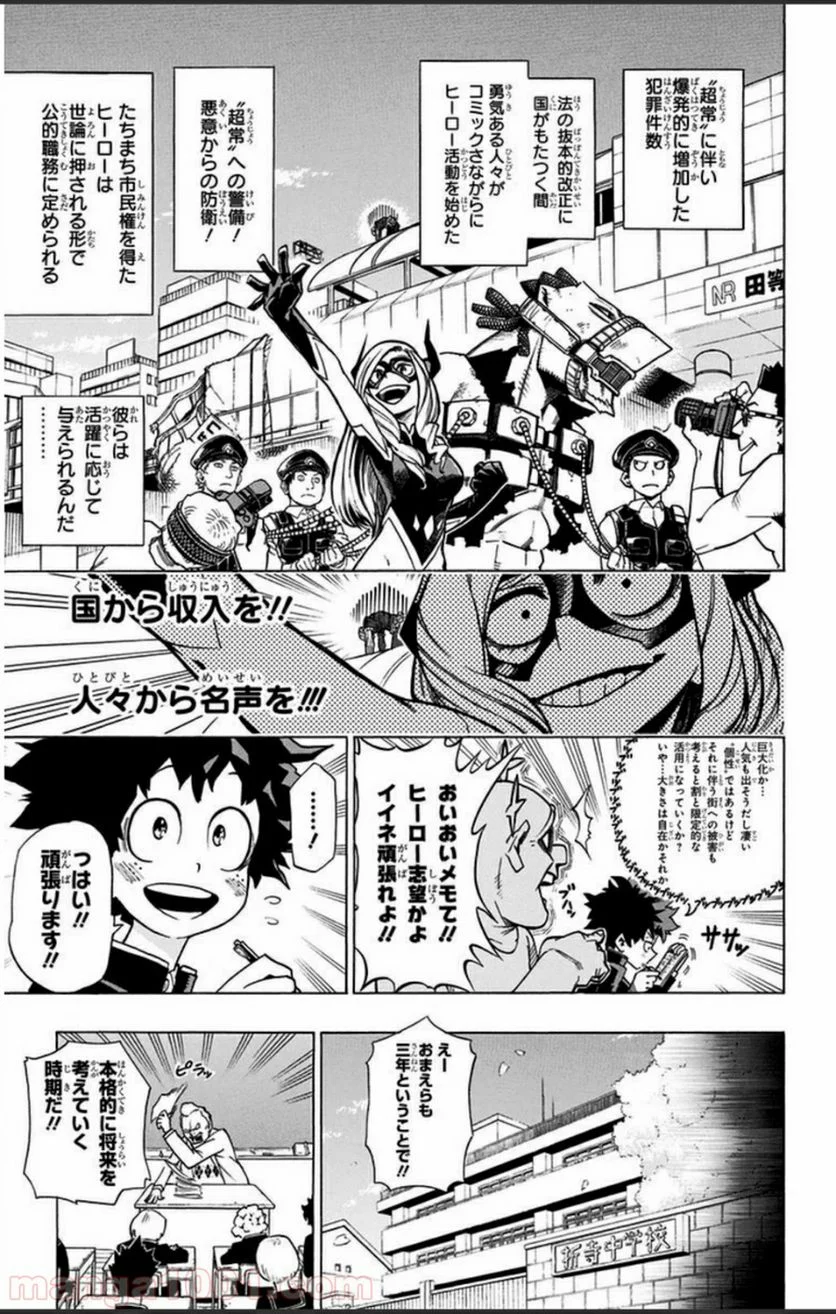 “超常”に伴い
爆発的に増加した
犯罪件数
法の抜本的改正に
国がもたつく間
勇気ある人々が
コミックさながらに
ヒーロー活動を始めた
“超常”への警備！
悪意からの防衛！
たちまち市民権を得た
ヒーローは
世論に押される形で
公的職務に定められる
NR 田等
彼らは
活躍に応じて
与えられるんだ
………
国から収入を!!
人々から名声を!!!
巨大化か…
人気も出そうだし凄い
“個性”ではあるけど
それに伴う街への被害も
考えると割と限定的な
活用になっていくか？
いや…大きさは自在かそれか
ブツブツブツブツ
ササッ
おいおいメモて!!
ヒーロー志望かよ
イイネ頑張れよ!!
……！
っはい!!
頑張ります!!
えー
おまえらも
三年ということで!!
折寺中学校
本格的に将来を
考えていく
時期だ!!
ピラッ